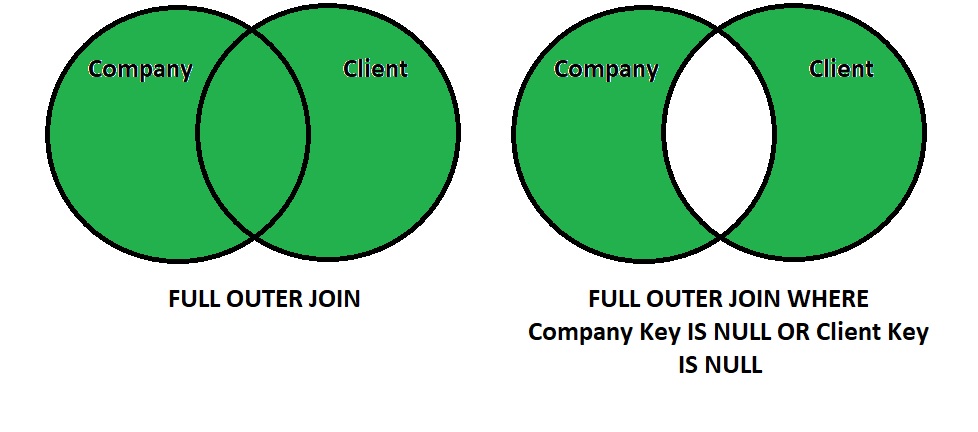 Company
Client
FULL OUTER JOIN
Company
Client
FULL OUTER JOIN WHERE
Company Key IS NULL OR Client Key
IS NULL